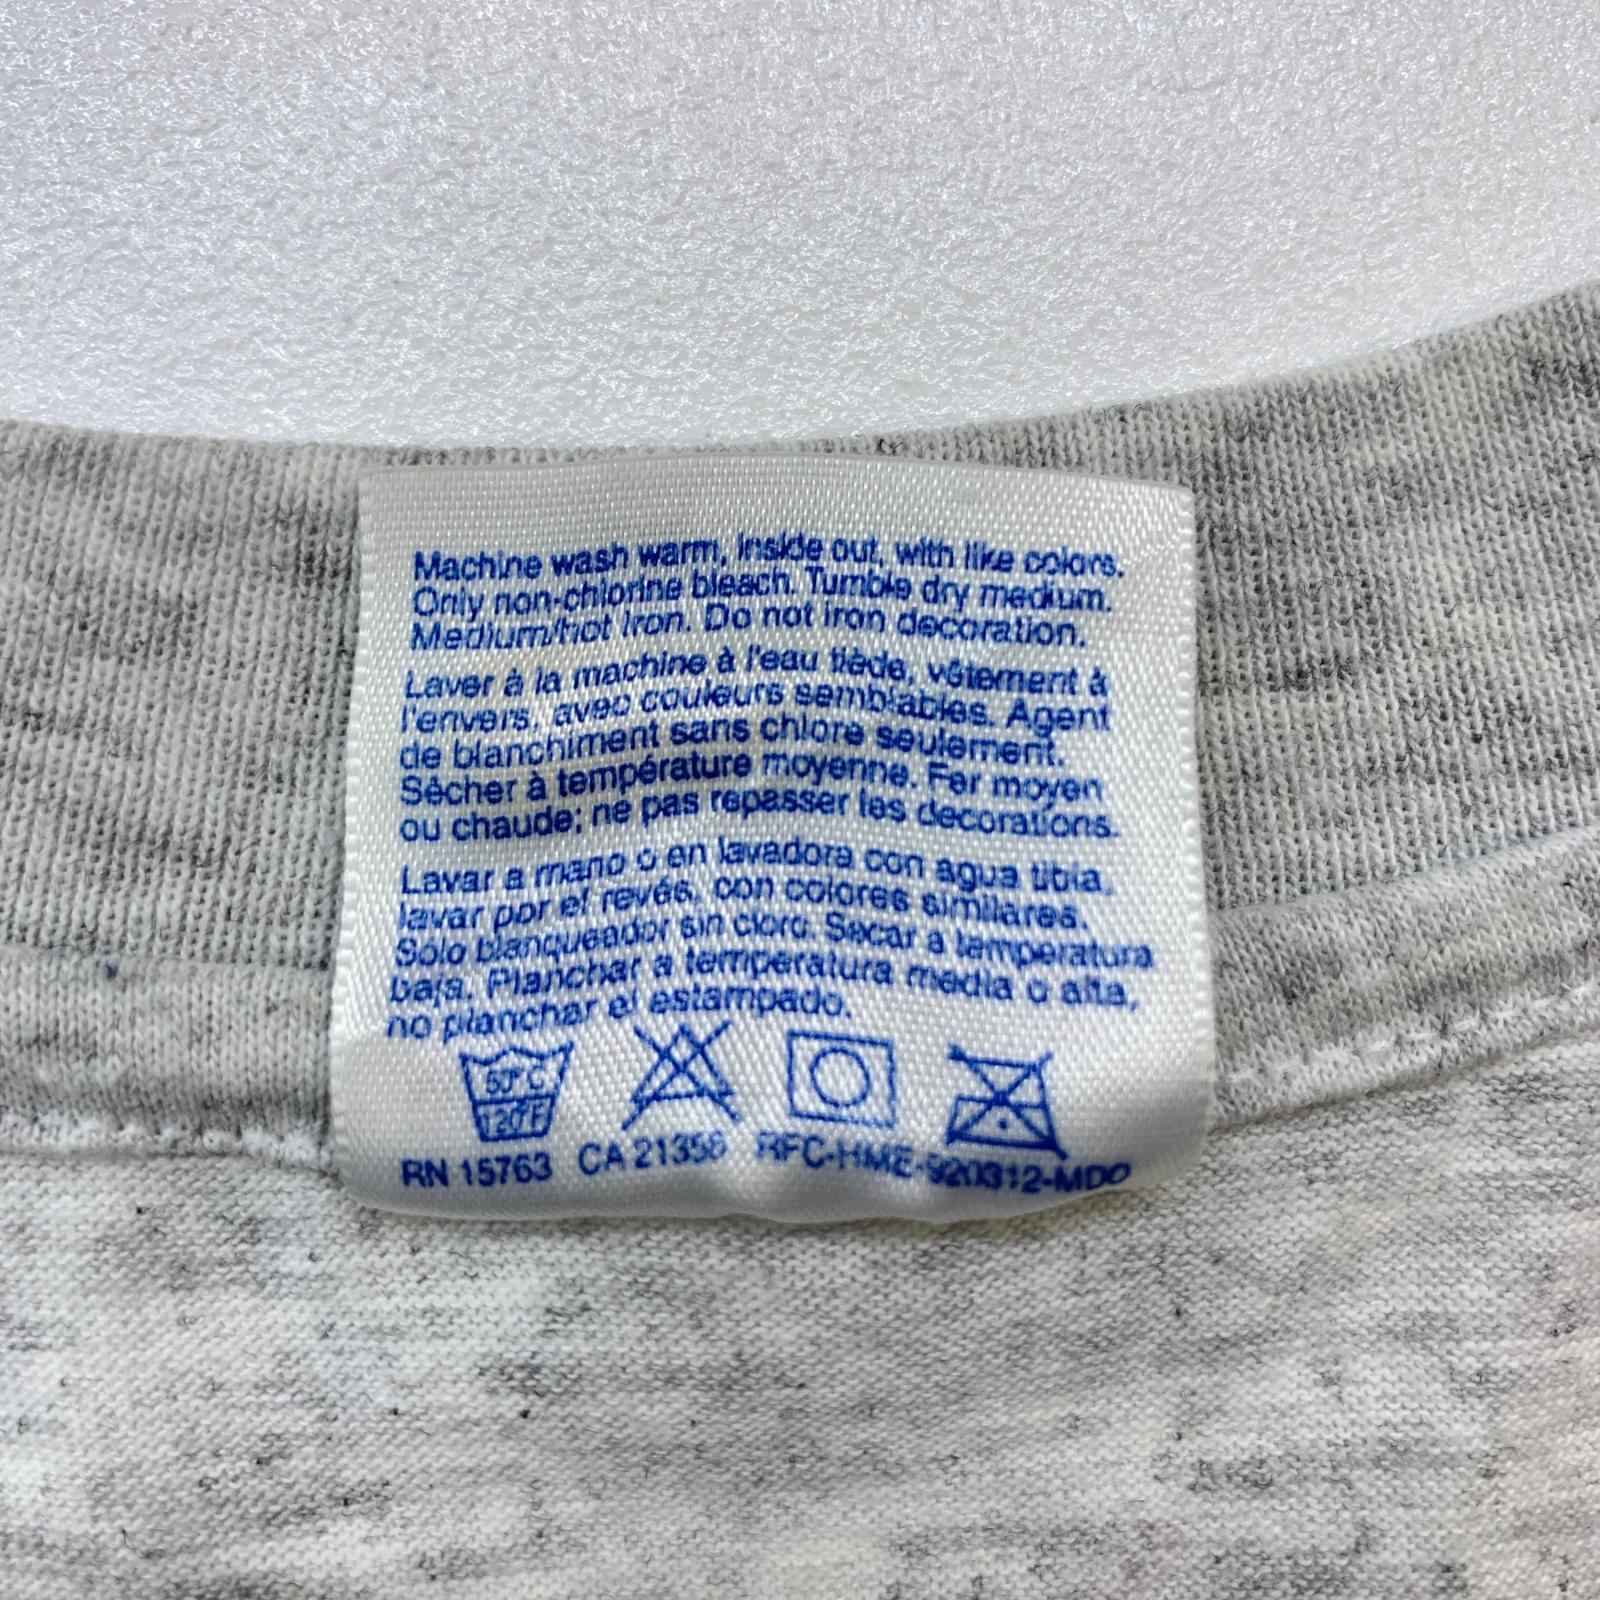 Machine wash warm, inside out, with like colors.
Only non-chlorine bleach. Tumble dry medium.
Medium/hot iron. Do not iron decoration.
Laver à la machine à l'eau tiède, vêtement à
l'envers, avec couleurs semblables. Agent
de blanchiment sans chlore seulement.
Sècher à température moyenne. Fer moyen
ou chaude; ne pas repasser les decorations.
Lavar a mano o en lavadora con agua tibia,
lavar por el revés, con colores similares.
Sólo blanqueador sin cloro. Secar a temperatura
baja. Planchar a temperatura media o alta,
no planchar el estampado.
50°C
120°F
RN 15763 CA 21356 RFC-HME-920312-MDO